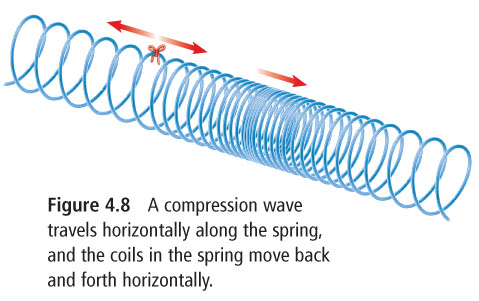 Figure 4.8 A compression wave
travels horizontally along the spring,
and the coils in the spring move back
and forth horizontally.